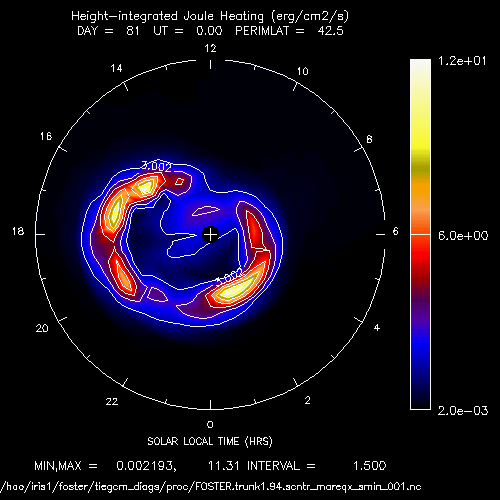 Height-integrated Joule Heating (erg/cm2/s)
DAY = 81 UT = 0.00 PERIMLAT = 42.5
12
14
10
1.2e+01
16
8
3.002
18
6
6.00e+00
3.002
20
4
22
2
2.0e-03
0
SOLAR LOCAL TIME (HRS)
MIN,MAX = 0.002193, 11.31 INTERVAL = 1.500
/hao/iris1/foster/tiegcm_diags/proc/FOSTER.trunk1.94.scntr_mareqx_smin_001.nc